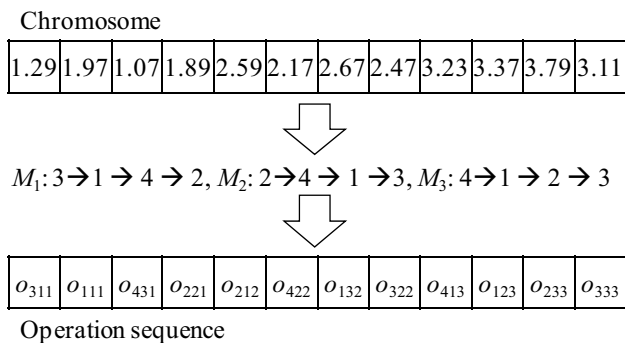 Chromosome
1.29 1.97 1.07 1.89 2.59 2.17 2.67 2.47 3.23 3.37 3.79 3.11
M₁: 3→1→4→2, M₂: 2→4→1→3, M₃: 4→1→2→3
o₃₁₁ o₁₁₁ o₄₃₁ o₂₂₁ o₂₁₂ o₄₂₂ o₁₃₂ o₃₂₂ o₄₁₃ o₁₂₃ o₂₃₃ o₃₃₃
Operation sequence